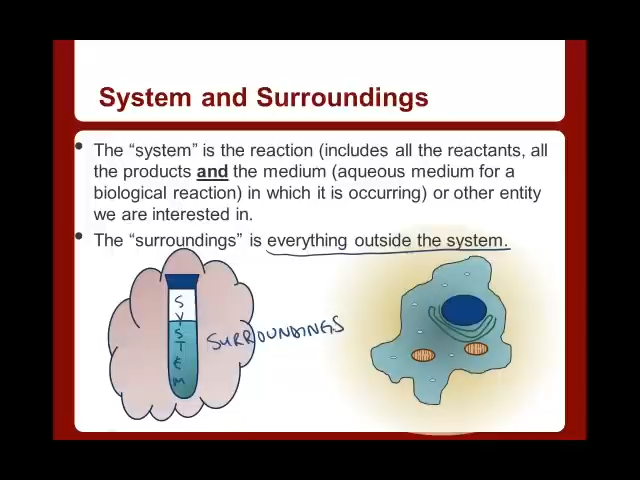 System and Surroundings
• The “system” is the reaction (includes all the reactants, all
the products and the medium (aqueous medium for a
biological reaction) in which it is occurring) or other entity
we are interested in.
• The “surroundings” is everything outside the system.
SYSTEM
SURROUNDINGS